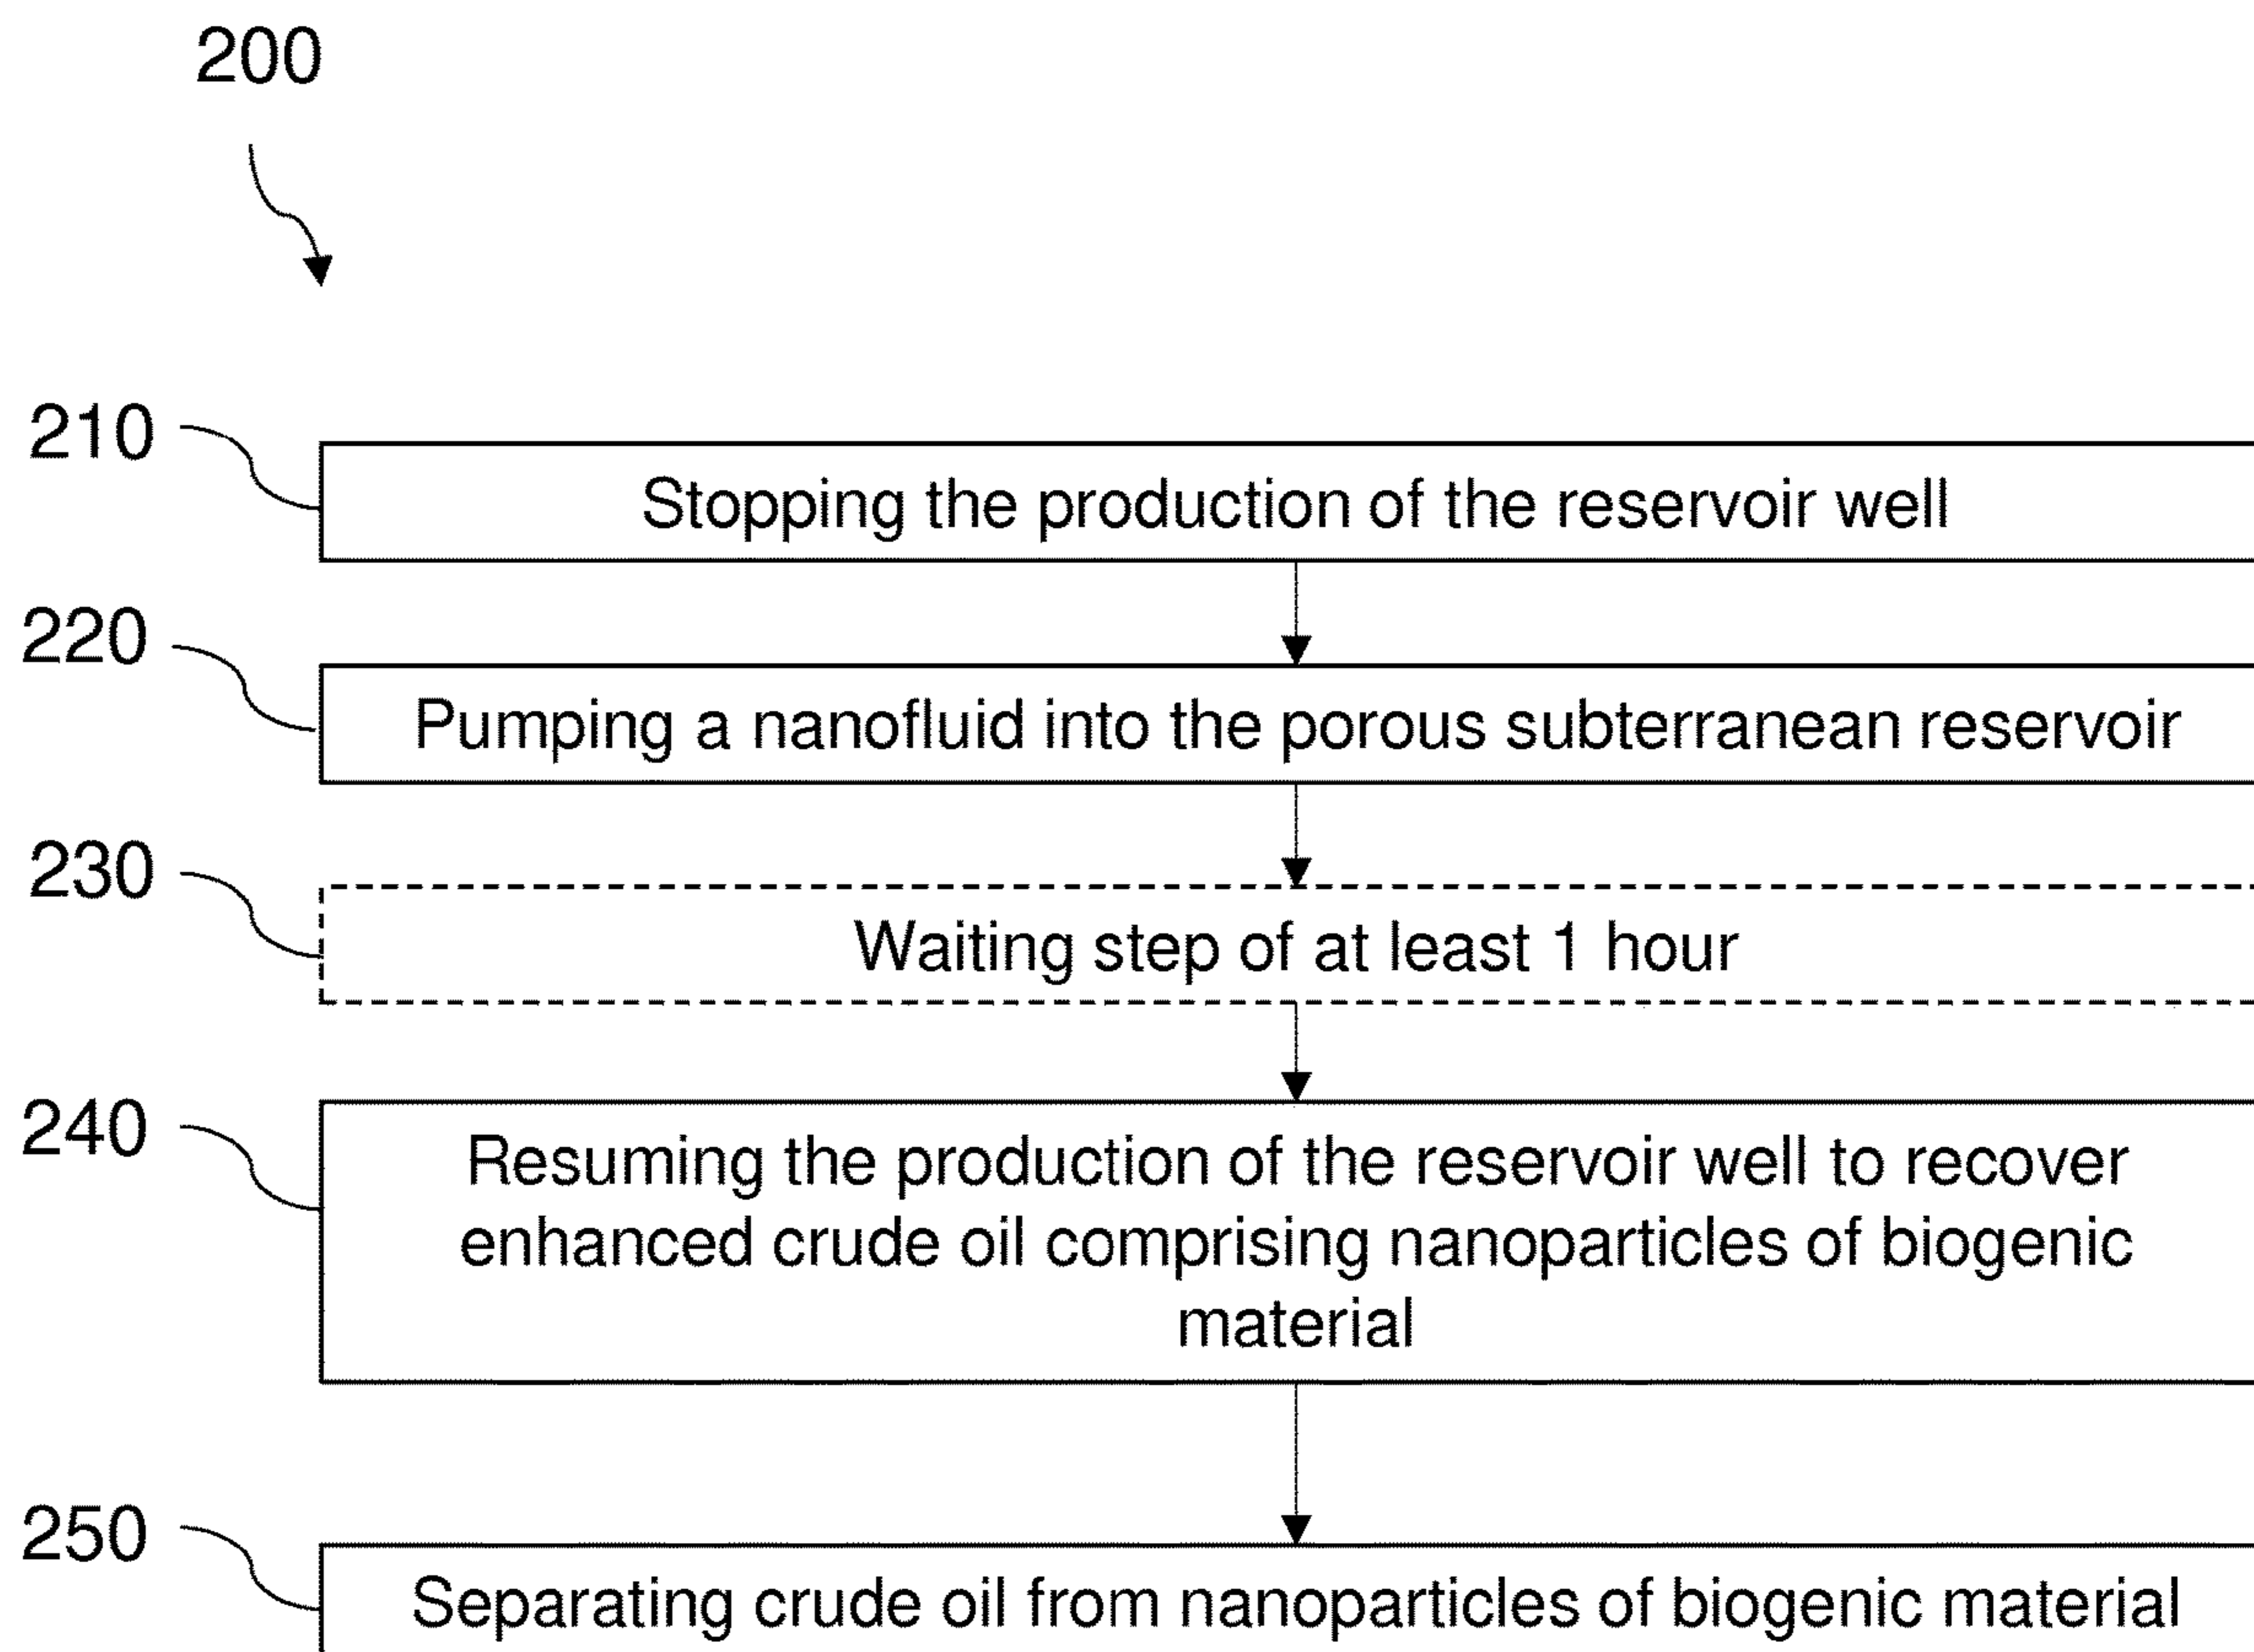 200
210
Stopping the production of the reservoir well
220
Pumping a nanofluid into the porous subterranean reservoir
230
Waiting step of at least 1 hour
240
Resuming the production of the reservoir well to recover
enhanced crude oil comprising nanoparticles of biogenic
material
250
Separating crude oil from nanoparticles of biogenic material